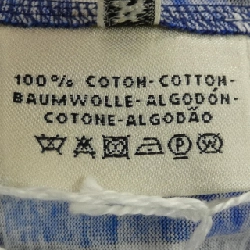 100% COTON-COTTON-
BAUMWOLLE-ALGODÓN-
COTONE-ALGODÃO
P